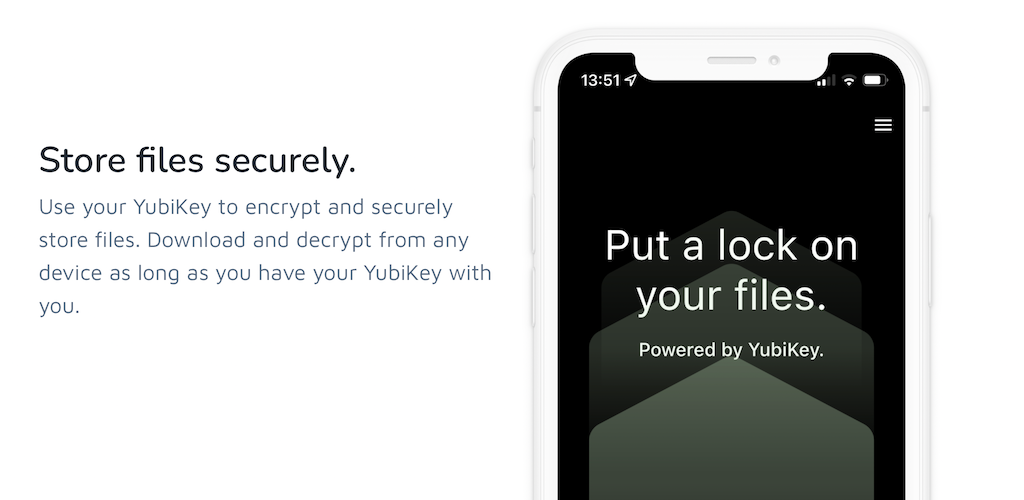 Store files securely.
Use your YubiKey to encrypt and securely
store files. Download and decrypt from any
device as long as you have your YubiKey with
you.
13:51
Put a lock on
your files.
Powered by YubiKey.